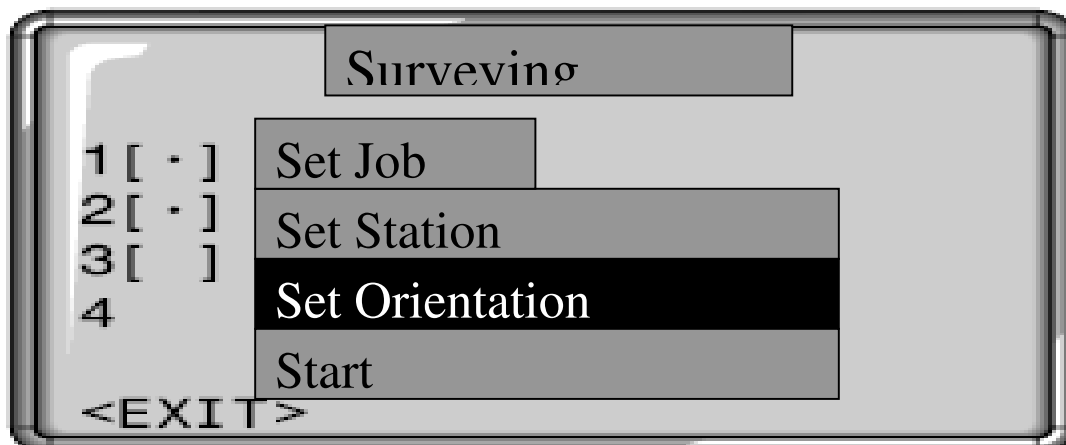 Surveying
1 [ · ] Set Job
2 [ · ] Set Station
3 [ ] Set Orientation
4 Start
<EXIT>